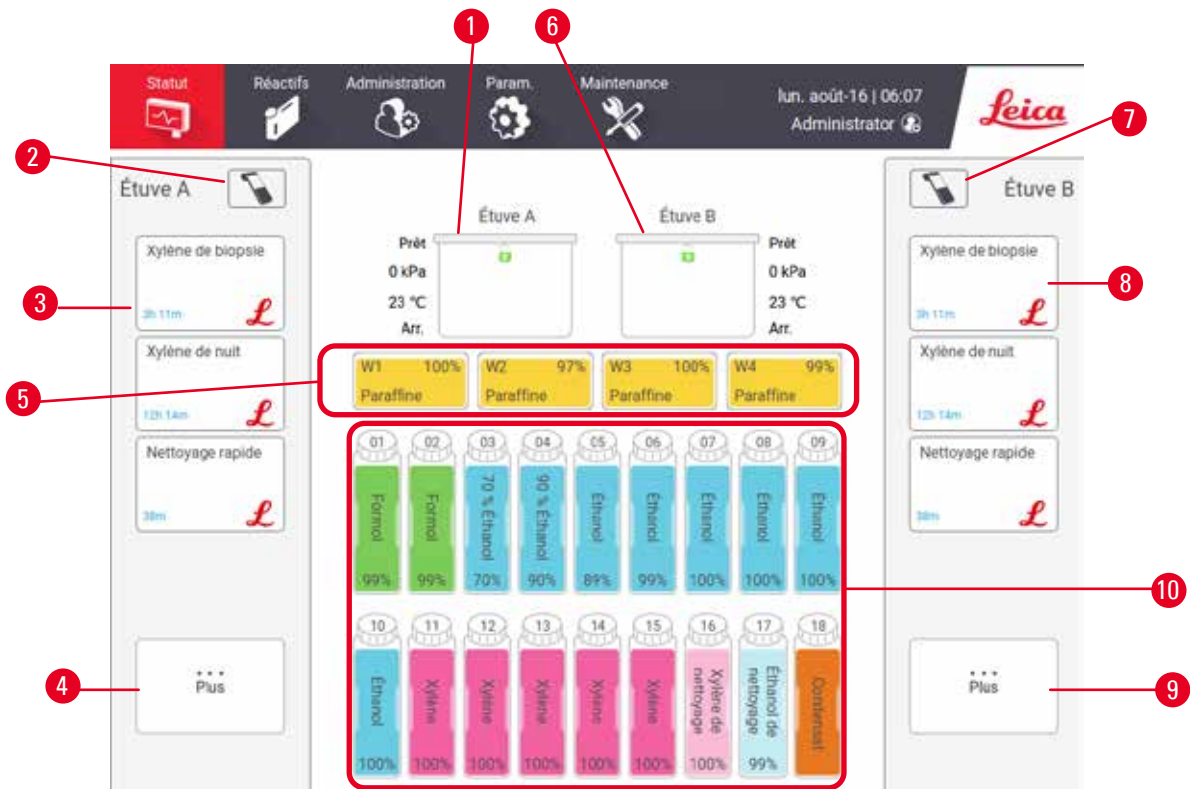 1
6
Statut
Réactifs
Administration
Param.
Maintenance
lun. août-16 | 06:07
Administrator
Leica
7
2
Étuve A
Étuve B
Étuve A
Étuve B
Xylène de biopsie
3h 11m
3
Xylène de nuit
12h 14m
Nettoyage rapide
38m
Prêt
0 kPa
23 °C
Arr.
Prêt
0 kPa
23 °C
Arr.
Xylène de biopsie
3h 11m
8
Xylène de nuit
12h 14m
Nettoyage rapide
38m
5
W1 100%
Paraffine
W2 97%
Paraffine
W3 100%
Paraffine
W4 99%
Paraffine
01
Formol
99%
02
Formol
99%
03
70 % Éthanol
70%
04
90 % Éthanol
90%
05
Éthanol
89%
06
Éthanol
99%
07
Éthanol
100%
08
Éthanol
100%
09
Éthanol
100%
10
10
Éthanol
100%
11
Xylène
100%
12
Xylène
100%
13
Xylène
100%
14
Xylène
100%
15
Xylène
100%
16
Xylène de
nettoyage
100%
17
Éthanol de
nettoyage
99%
18
Condensat
4
...
Plus
...
Plus
9